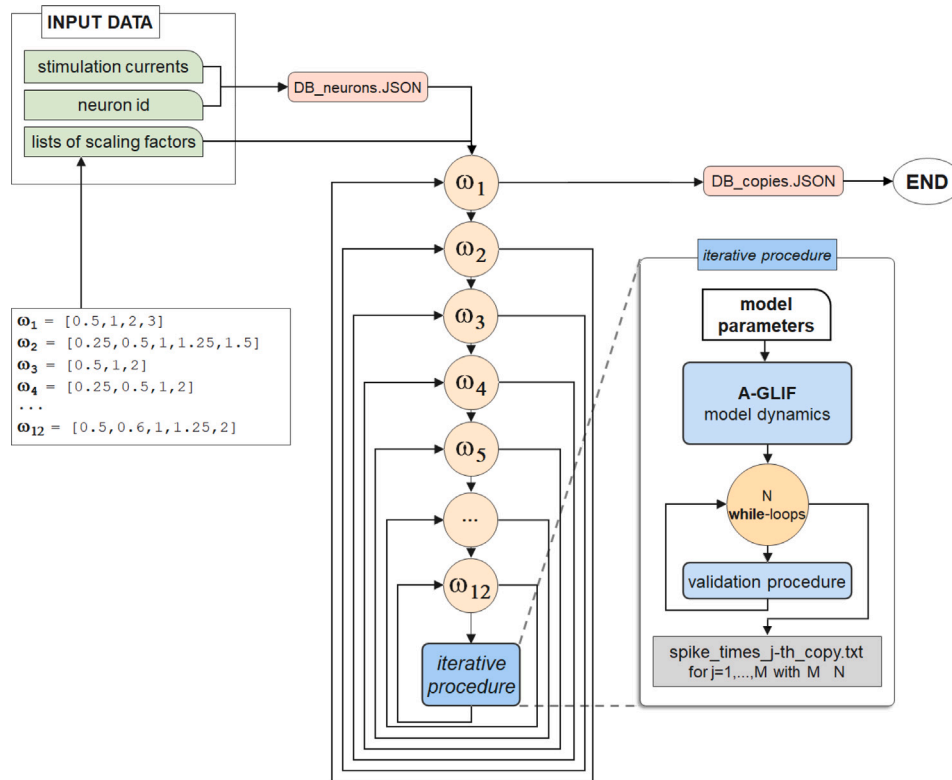 INPUT DATA
stimulation currents
neuron id
lists of scaling factors
DB_neurons.JSON
ω1
DB_copies.JSON
END
ω2
ω3
ω4
ω5
...
ω12
iterative
procedure
ω1 = [0.5,1,2,3]
ω2 = [0.25,0.5,1,1.25,1.5]
ω3 = [0.5,1,2]
ω4 = [0.25,0.5,1,2]
...
ω12 = [0.5,0.6,1,1.25,2]
iterative procedure
model
parameters
A-GLIF
model dynamics
N
while-loops
validation procedure
spike_times_j-th_copy.txt
for j=1,...,M with M N